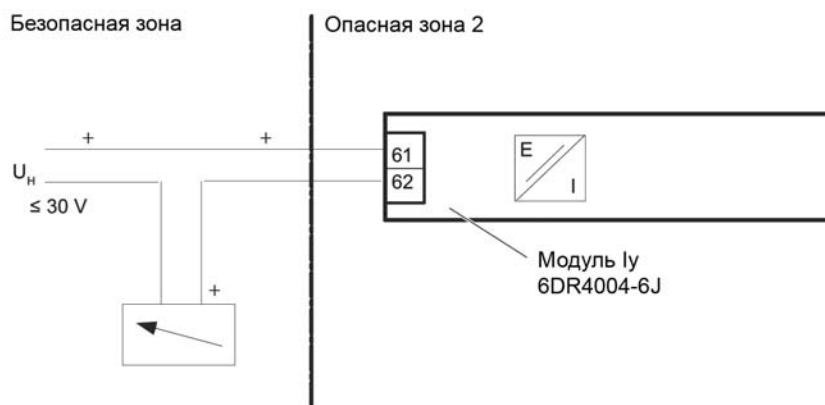 Безопасная зона
Опасная зона 2
+
+
61
E
Uн
62
I
≤ 30 V
Модуль Iy
6DR4004-6J
+